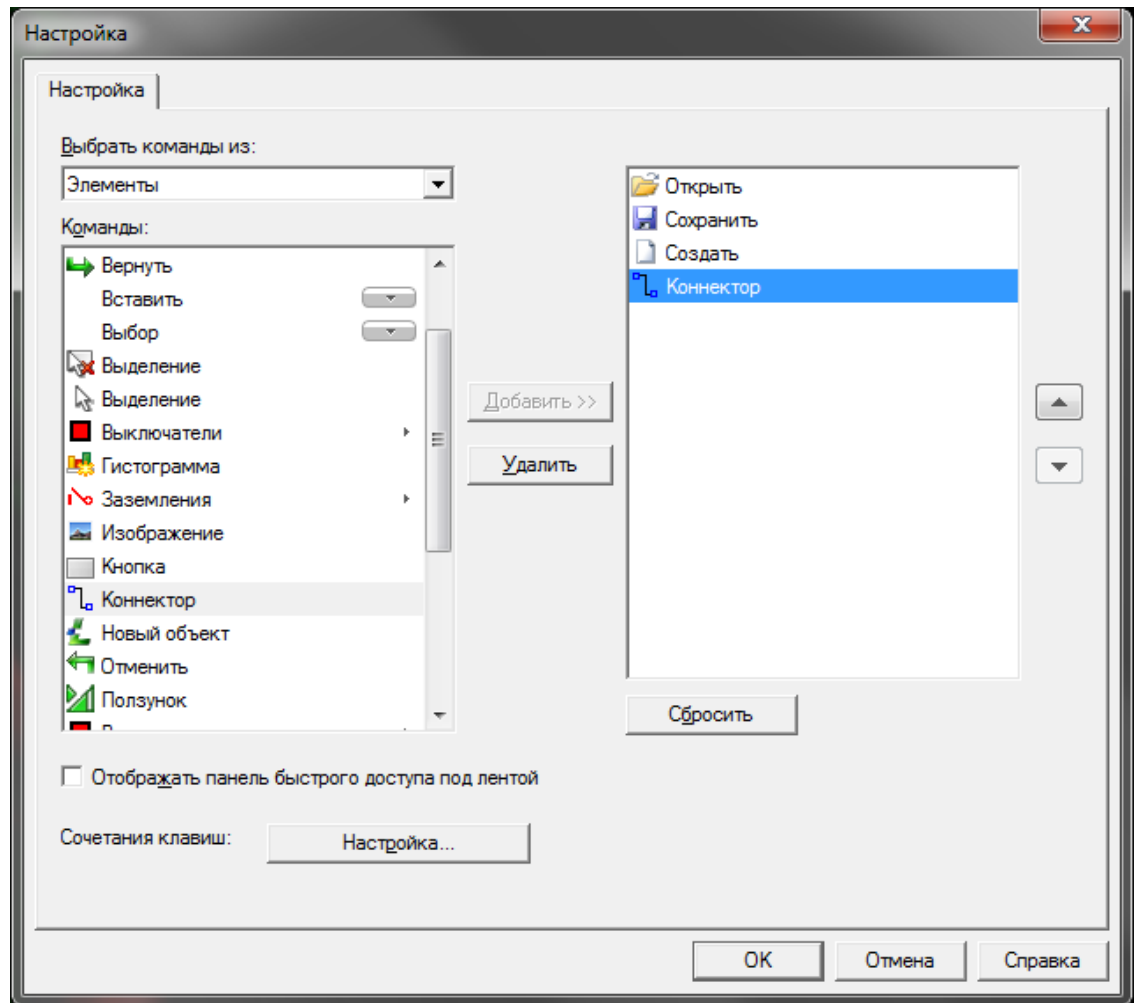 Настройка
Настройка
Выбрать команды из:
Элементы
Команды:
Вернуть
Вставить
Выбор
Выделение
Выделение
Выключатели
Гистограмма
Заземления
Изображение
Кнопка
Коннектор
Новый объект
Отменить
Ползунок
Добавить >>
Удалить
Открыть
Сохранить
Создать
Коннектор
Сбросить
Отображать панель быстрого доступа под лентой
Сочетания клавиш:
Настройка...
OK
Отмена
Справка